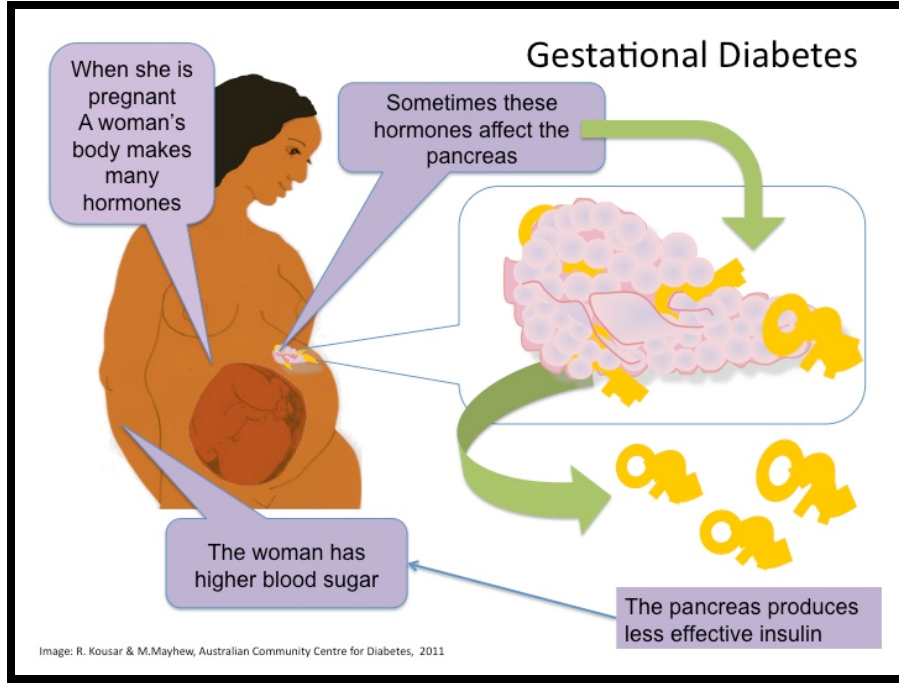 Gestational Diabetes
When she is
pregnant
A woman's
body makes
many
hormones
Sometimes these
hormones affect the
pancreas
The woman has
higher blood sugar
The pancreas produces
less effective insulin
Image: R. Kousar & M.Mayhew, Australian Community Centre for Diabetes, 2011